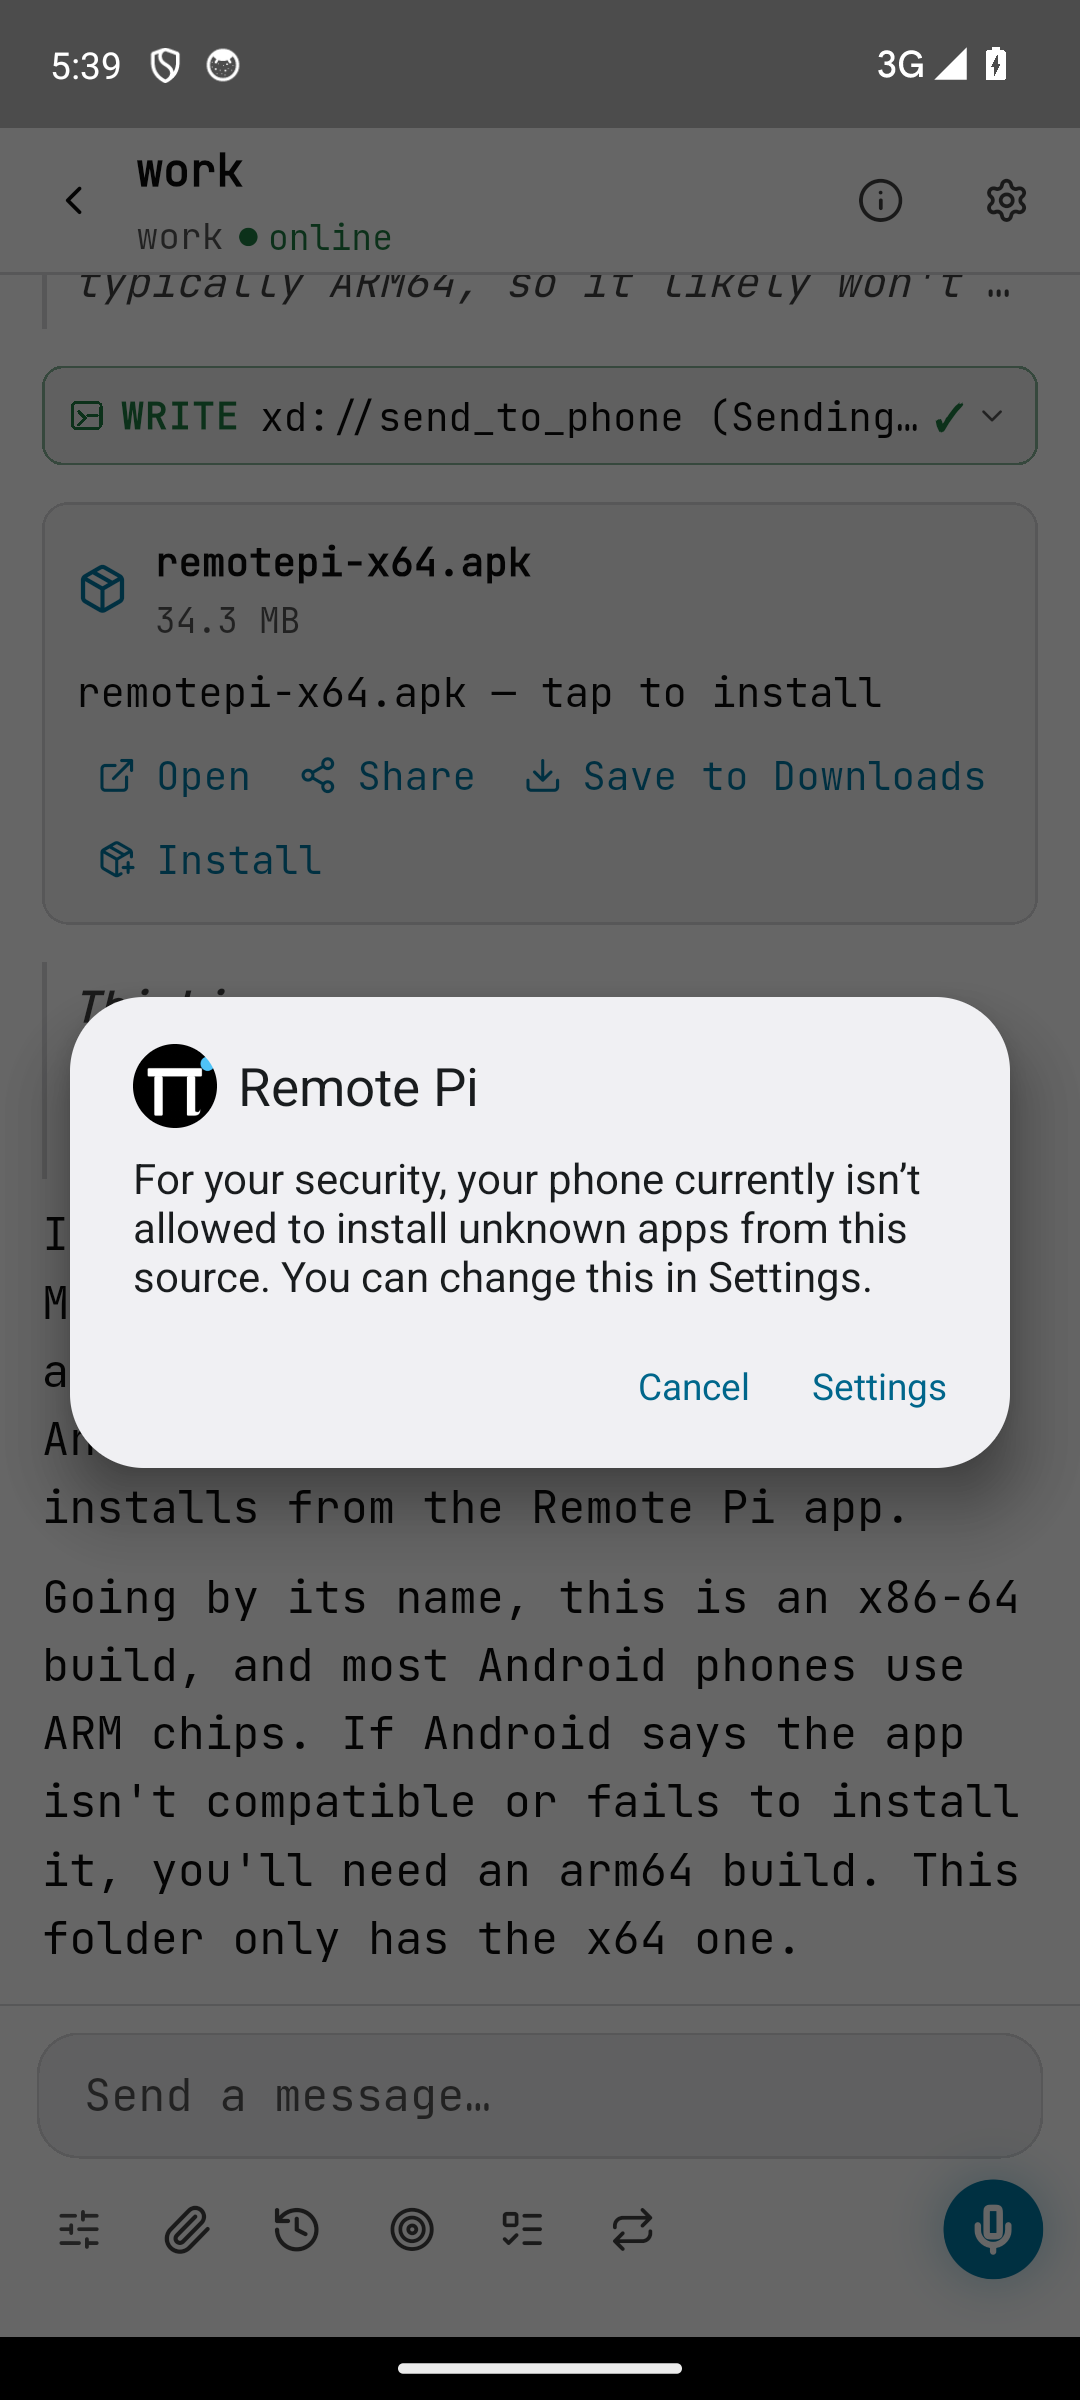 5:39
3G
work
work ● online
typically ARM64, so it likely won't …
WRITE xd://send_to_phone (Sending… ✓
remotepi-x64.apk
34.3 MB
remotepi-x64.apk — tap to install
Open Share Save to Downloads
Install
Remote Pi
For your security, your phone currently isn’t
allowed to install unknown apps from this
source. You can change this in Settings.
Cancel Settings
installs from the Remote Pi app.
Going by its name, this is an x86-64
build, and most Android phones use
ARM chips. If Android says the app
isn't compatible or fails to install
it, you'll need an arm64 build. This
folder only has the x64 one.
Send a message…